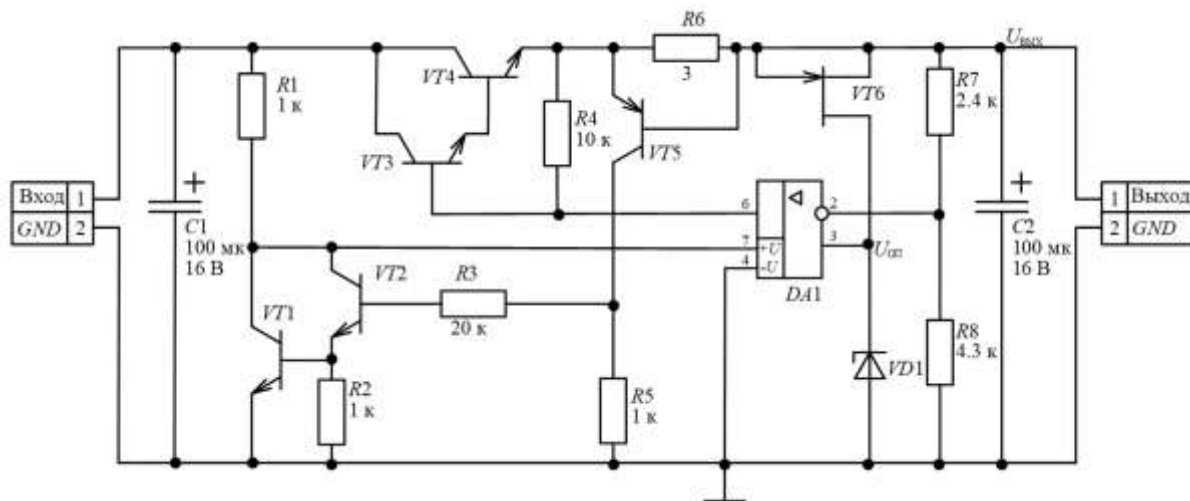 R6
3
Uвых
R1
1 к
VT4
VT6
R7
2.4 к
R4
10 к
VT3
VT5
Вход 1
GND 2
C1
100 мк
16 В
6
2
7
+U
3
4
-U
Uоп
DA1
C2
100 мк
16 В
1 Выход
2 GND
VT2
R3
20 к
VT1
R2
1 к
R5
1 к
VD1
R8
4.3 к